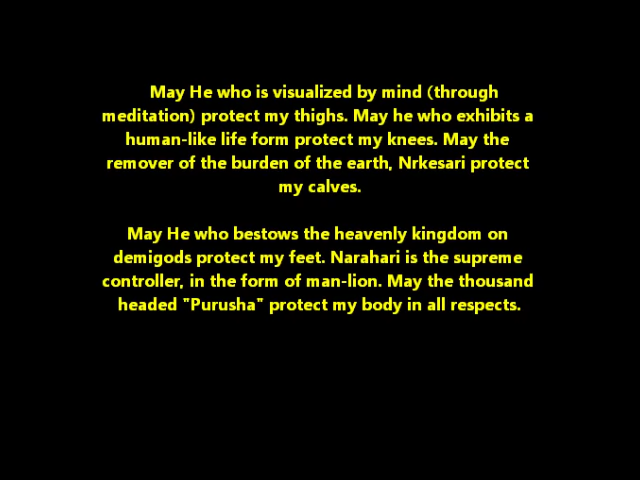 May He who is visualized by mind (through
meditation) protect my thighs. May he who exhibits a
human-like life form protect my knees. May the
remover of the burden of the earth, Nrkesari protect
my calves.
May He who bestows the heavenly kingdom on
demigods protect my feet. Narahari is the supreme
controller, in the form of man-lion. May the thousand
headed "Purusha" protect my body in all respects.